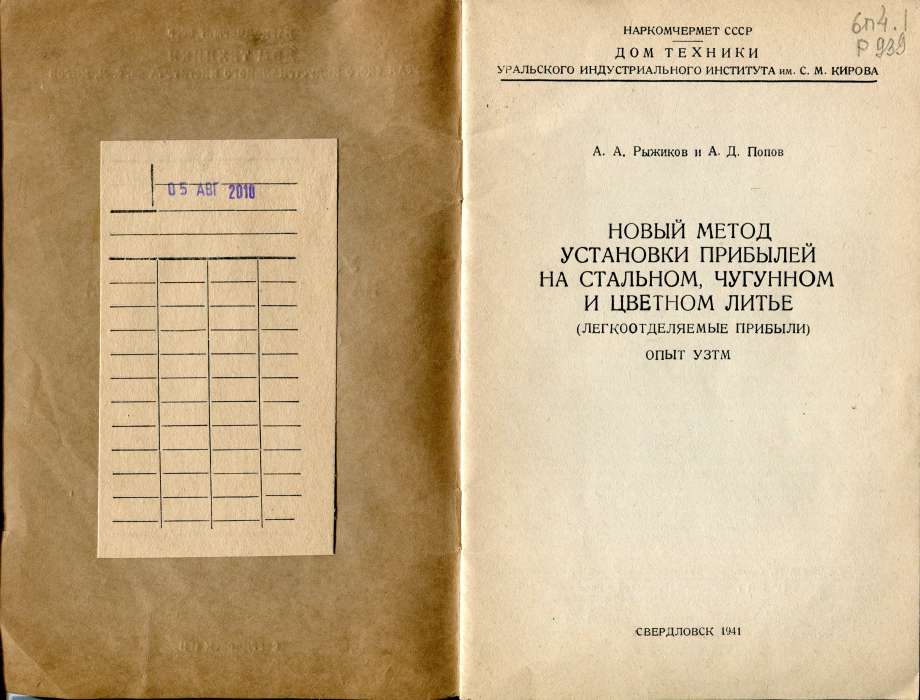 05 АВГ 2010
6П4.1
Р939
НАРКОМЧЕРМЕТ СССР
ДОМ ТЕХНИКИ
УРАЛЬСКОГО ИНДУСТРИАЛЬНОГО ИНСТИТУТА им. С. М. КИРОВА
А. А. Рыжиков и А. Д. Попов
НОВЫЙ МЕТОД
УСТАНОВКИ ПРИБЫЛЕЙ
НА СТАЛЬНОМ, ЧУГУННОМ
И ЦВЕТНОМ ЛИТЬЕ
(ЛЕГКООТДЕЛЯЕМЫЕ ПРИБЫЛИ)
ОПЫТ УЗТМ
СВЕРДЛОВСК 1941